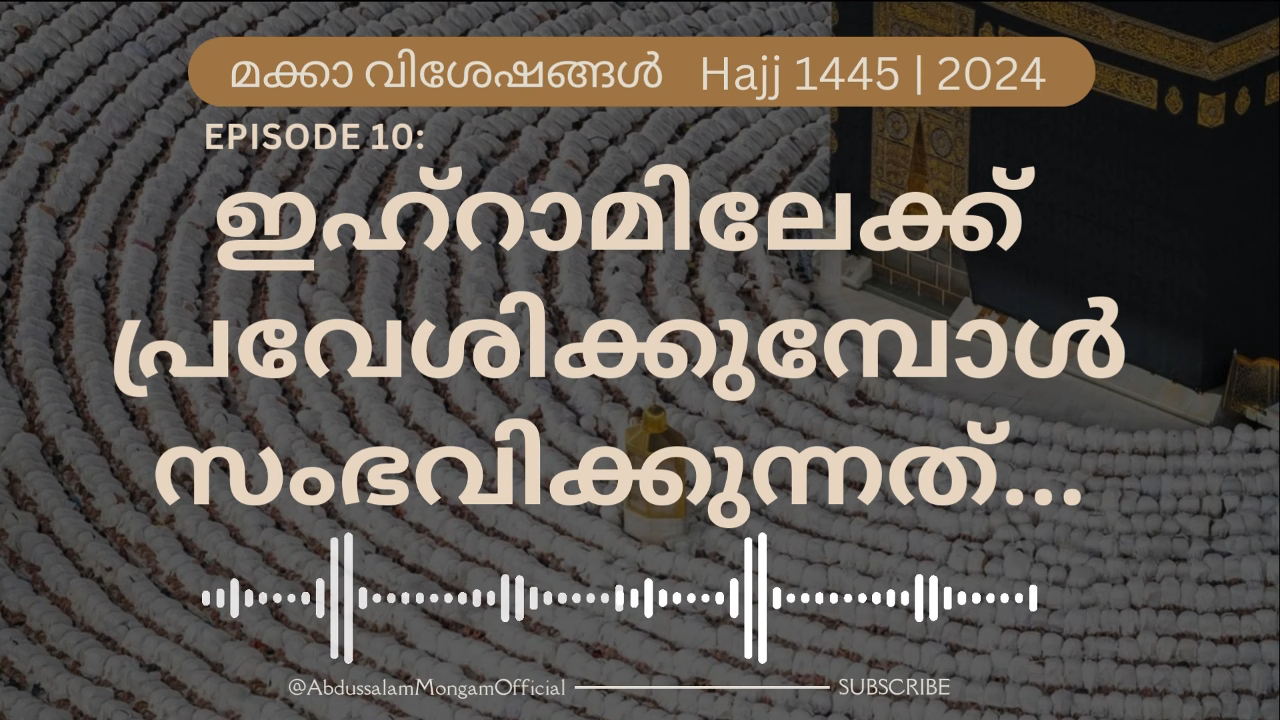 മക്കാ വിശേഷങ്ങൾ Hajj 1445 | 2024
EPISODE 10:
ഇഹ്റാമിലേക്ക്
പ്രവേശിക്കുമ്പോൾ
സംഭവിക്കുന്നത്...
@AbdussalamMongamOfficial SUBSCRIBE